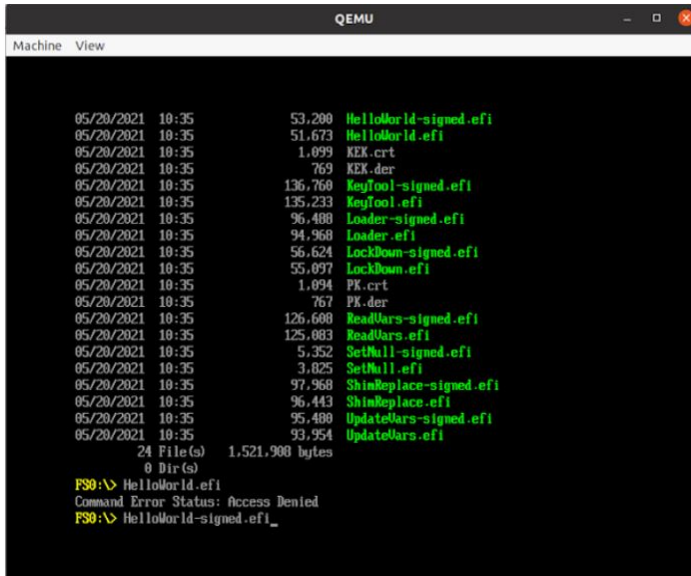 QEMU
Machine View
05/20/2021 10:35 53,200 HelloWorld-signed.efi
05/20/2021 10:35 51,673 HelloWorld.efi
05/20/2021 10:35 1,099 KEK.crt
05/20/2021 10:35 769 KEK.der
05/20/2021 10:35 136,760 KeyTool-signed.efi
05/20/2021 10:35 135,233 KeyTool.efi
05/20/2021 10:35 96,488 Loader-signed.efi
05/20/2021 10:35 94,968 Loader.efi
05/20/2021 10:35 56,624 LockDown-signed.efi
05/20/2021 10:35 55,097 LockDown.efi
05/20/2021 10:35 1,094 PK.crt
05/20/2021 10:35 767 PK.der
05/20/2021 10:35 126,608 ReadVars-signed.efi
05/20/2021 10:35 125,083 ReadVars.efi
05/20/2021 10:35 5,352 SetNull-signed.efi
05/20/2021 10:35 3,825 SetNull.efi
05/20/2021 10:35 97,968 ShimReplace-signed.efi
05/20/2021 10:35 96,443 ShimReplace.efi
05/20/2021 10:35 95,480 UpdateVars-signed.efi
05/20/2021 10:35 93,954 UpdateVars.efi
24 File(s) 1,521,908 bytes
0 Dir(s)
FS0:\> HelloWorld.efi
Command Error Status: Access Denied
FS0:\> HelloWorld-signed.efi_